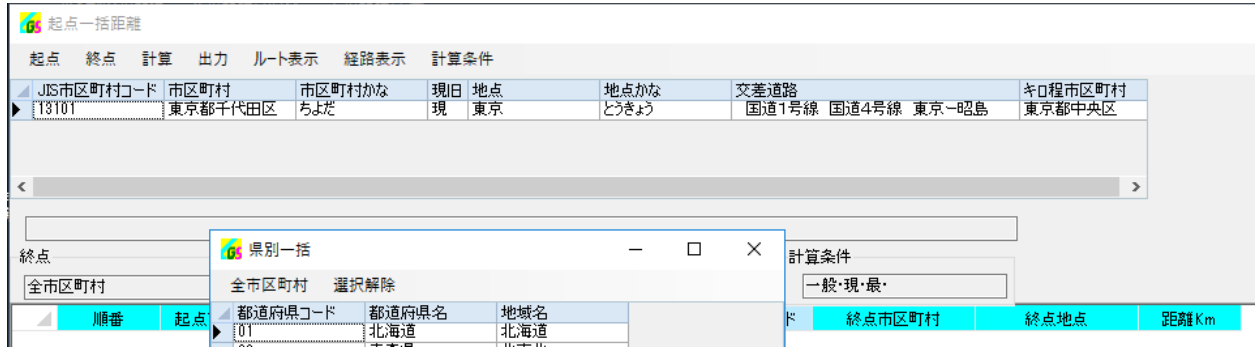 GS 起点一括距離
起点 終点 計算 出力 ルート表示 経路表示 計算条件
JIS市区町村コード 市区町村 市区町村かな 現旧 地点 地点かな 交差道路 キロ程市区町村
13101 東京都千代田区 ちよだ 現 東京 とうきょう 国道1号線 国道4号線 東京ー昭島 東京都中央区
終点
全市区町村
GS 県別一括
全市区町村 選択解除
都道府県コード 都道府県名 地域名
01 北海道 北海道
計算条件
一般・現・最・
順番 起点 ド 終点市区町村 終点地点 距離Km